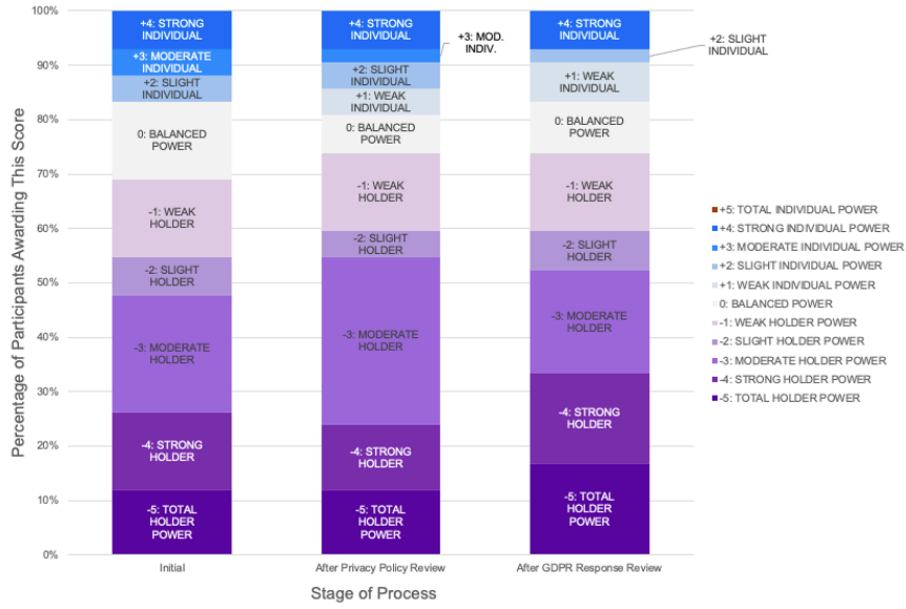 100%
90%
80%
70%
60%
50%
40%
30%
20%
10%
0%
Percentage of Participants Awarding This Score
+4: STRONG
INDIVIDUAL
+3: MODERATE
INDIVIDUAL
+2: SLIGHT
INDIVIDUAL
0: BALANCED
POWER
-1: WEAK
HOLDER
-2: SLIGHT
HOLDER
-3: MODERATE
HOLDER
-4: STRONG
HOLDER
-5: TOTAL
HOLDER
POWER
Initial
+4: STRONG
INDIVIDUAL
+3: MOD.
INDIV.
+2: SLIGHT
INDIVIDUAL
+1: WEAK
INDIVIDUAL
0: BALANCED
POWER
-1: WEAK
HOLDER
-2: SLIGHT
HOLDER
-3: MODERATE
HOLDER
-4: STRONG
HOLDER
-5: TOTAL
HOLDER
POWER
After Privacy Policy Review
+4: STRONG
INDIVIDUAL
+2: SLIGHT
INDIVIDUAL
+1: WEAK
INDIVIDUAL
0: BALANCED
POWER
-1: WEAK
HOLDER
-2: SLIGHT
HOLDER
-3: MODERATE
HOLDER
-4: STRONG
HOLDER
-5: TOTAL
HOLDER
POWER
After GDPR Response Review
Stage of Process
+5: TOTAL INDIVIDUAL POWER
+4: STRONG INDIVIDUAL POWER
+3: MODERATE INDIVIDUAL POWER
+2: SLIGHT INDIVIDUAL POWER
+1: WEAK INDIVIDUAL POWER
0: BALANCED POWER
-1: WEAK HOLDER POWER
-2: SLIGHT HOLDER POWER
-3: MODERATE HOLDER POWER
-4: STRONG HOLDER POWER
-5: TOTAL HOLDER POWER